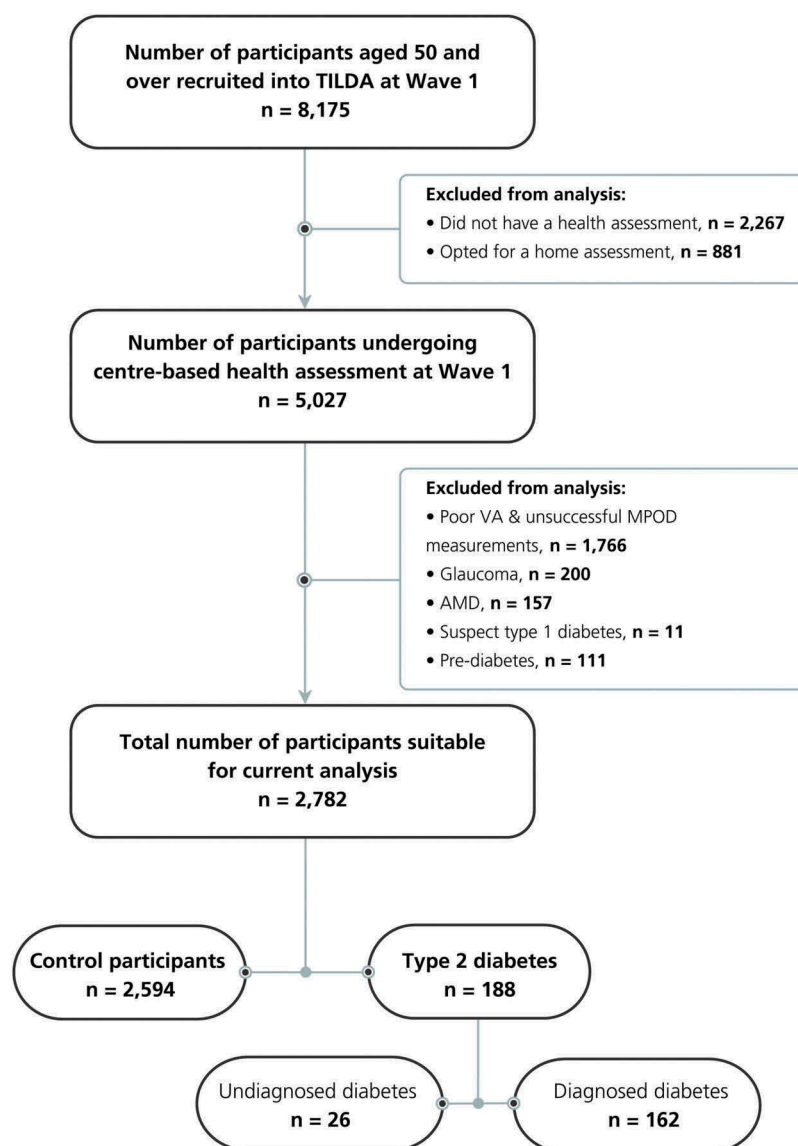 Number of participants aged 50 and
over recruited into TILDA at Wave 1
n = 8,175
Excluded from analysis:
• Did not have a health assessment, n = 2,267
• Opted for a home assessment, n = 881
Number of participants undergoing
centre-based health assessment at Wave 1
n = 5,027
Excluded from analysis:
• Poor VA & unsuccessful MPOD
measurements, n = 1,766
• Glaucoma, n = 200
• AMD, n = 157
• Suspect type 1 diabetes, n = 11
• Pre-diabetes, n = 111
Total number of participants suitable
for current analysis
n = 2,782
Control participants
n = 2,594
Type 2 diabetes
n = 188
Undiagnosed diabetes
n = 26
Diagnosed diabetes
n = 162